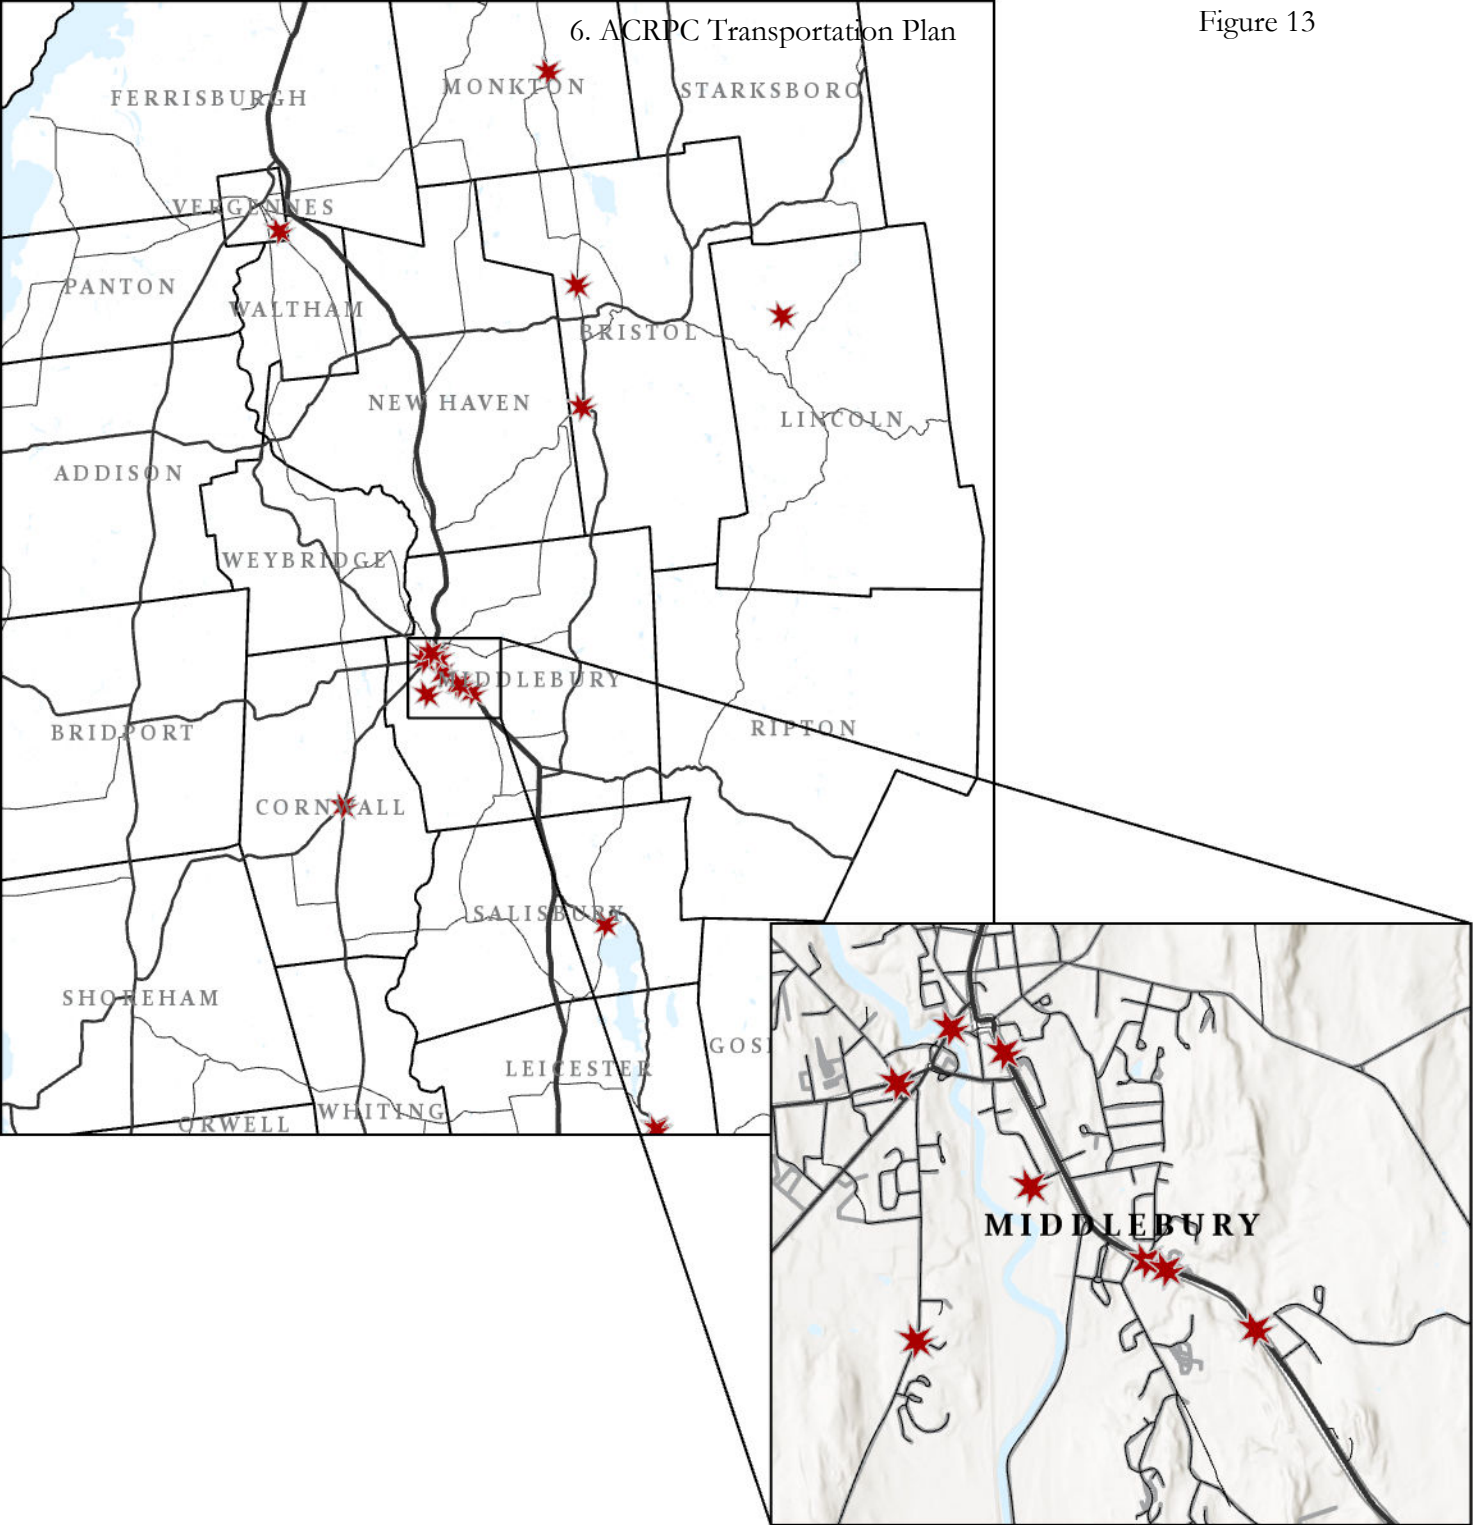 6. ACRPC Transportation Plan
Figure 13
MONKTON
STARKSBORO
FERRISBURGH
VERGENNES
PANTON
WALTHAM
BRISTOL
NEW HAVEN
LINCOLN
ADDISON
WEYBRIDGE
MIDDLEBURY
RIPTON
BRIDPORT
CORNWALL
SALISBURY
SHOREHAM
GOS
LEICESTER
WHITING
ORWELL
MIDDLEBURY